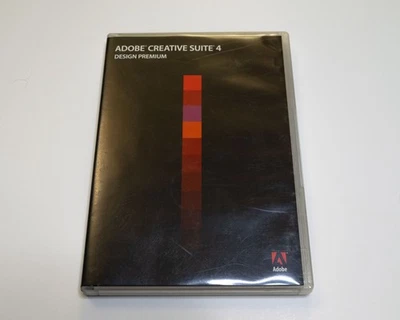 ADOBE® CREATIVE SUITE® 4
DESIGN PREMIUM
Adobe